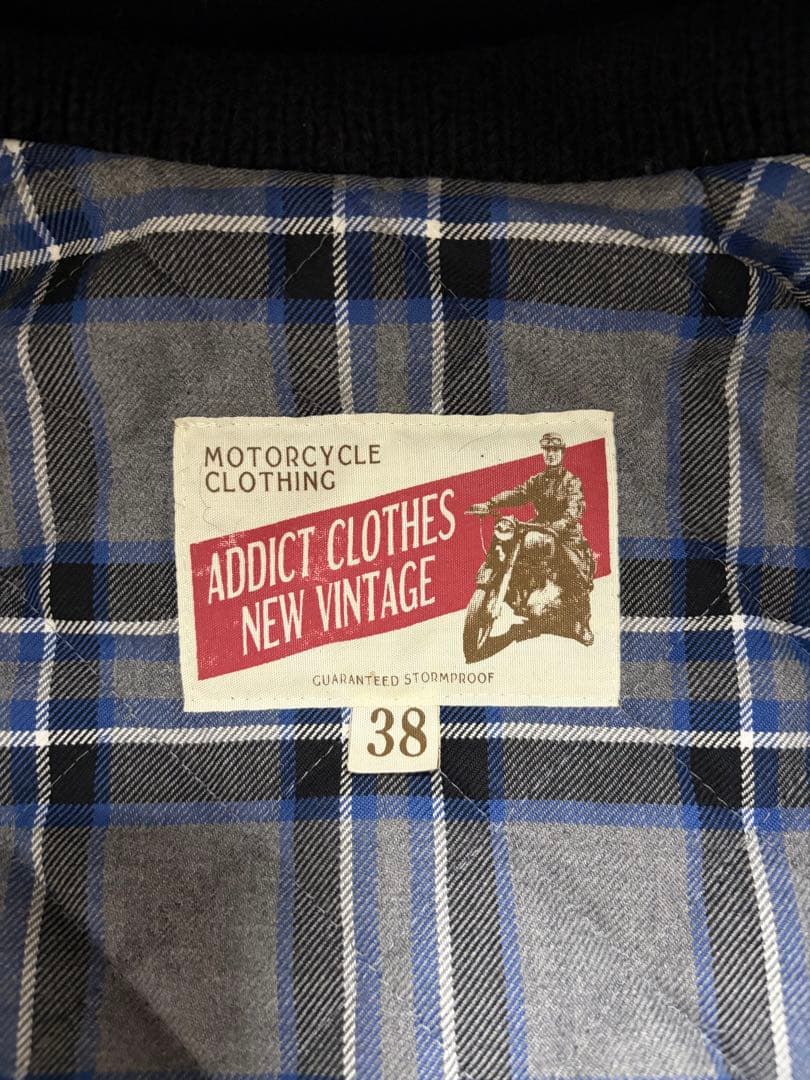 MOTORCYCLE
CLOTHING
ADDICT CLOTHES
NEW VINTAGE
GUARANTEED STORMPROOF
38